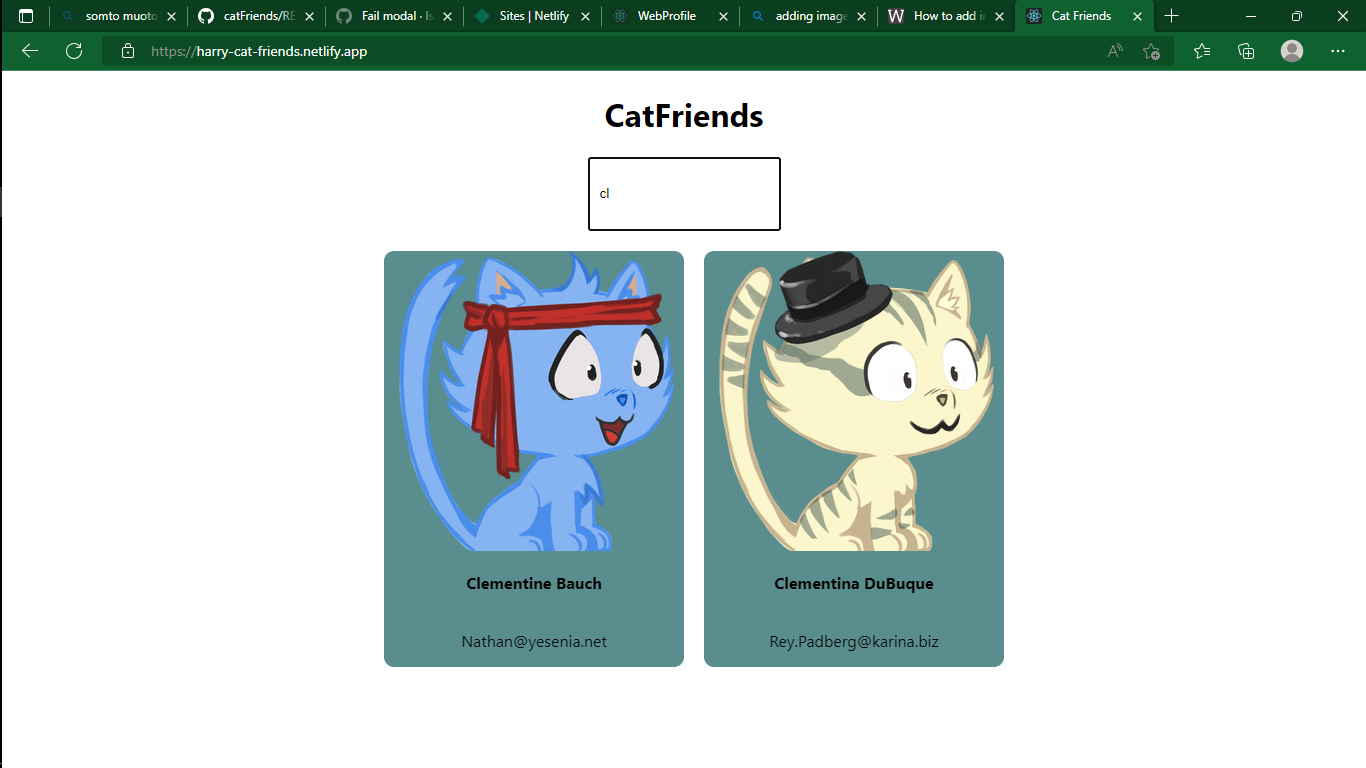 somto muoto
catFriends/RE
Fail modal · Is
Sites | Netlify
WebProfile
adding image
How to add i
Cat Friends
https://harry-cat-friends.netlify.app
CatFriends
cl
Clementine Bauch
Nathan@yesenia.net
Clementina DuBuque
Rey.Padberg@karina.biz